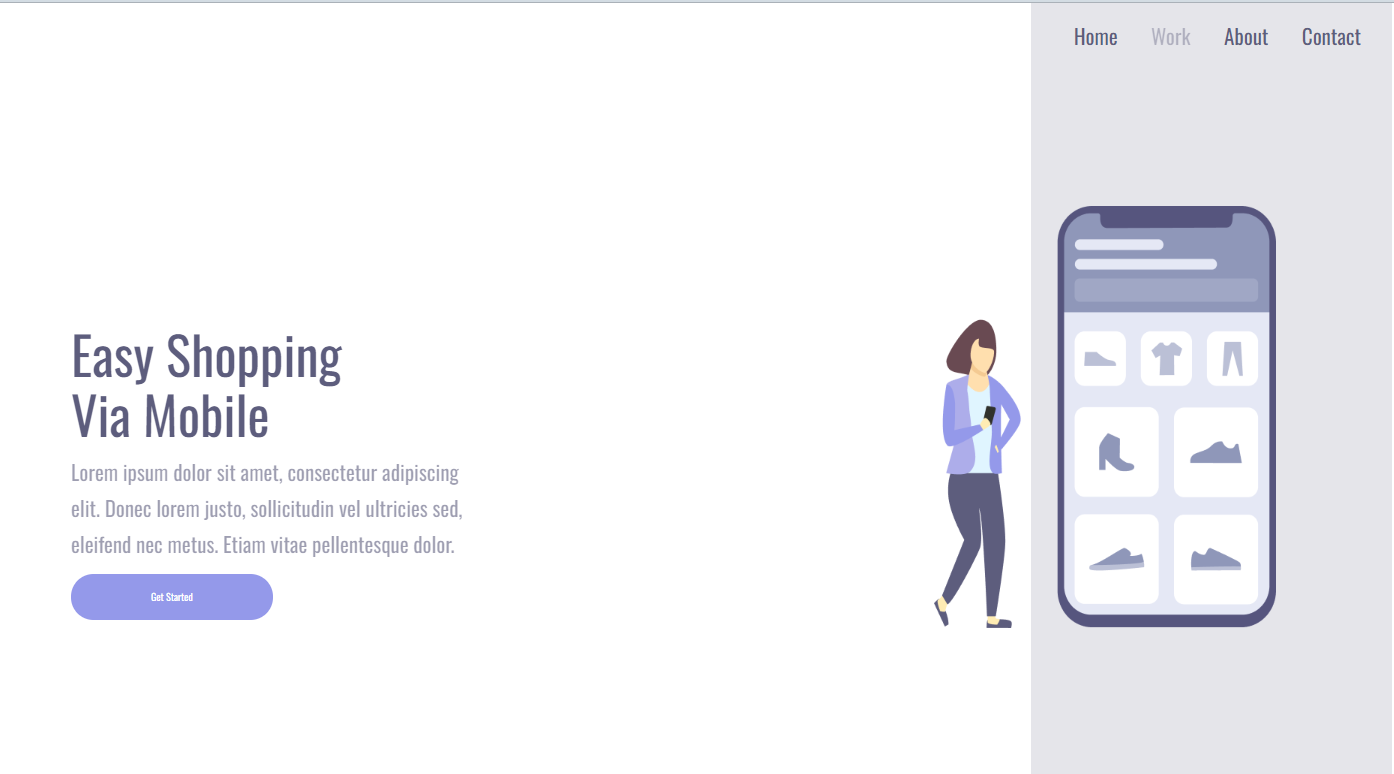 Home Work About Contact
Easy Shopping
Via Mobile
Lorem ipsum dolor sit amet, consectetur adipiscing
elit. Donec lorem justo, sollicitudin vel ultricies sed,
eleifend nec metus. Etiam vitae pellentesque dolor.
Get Started